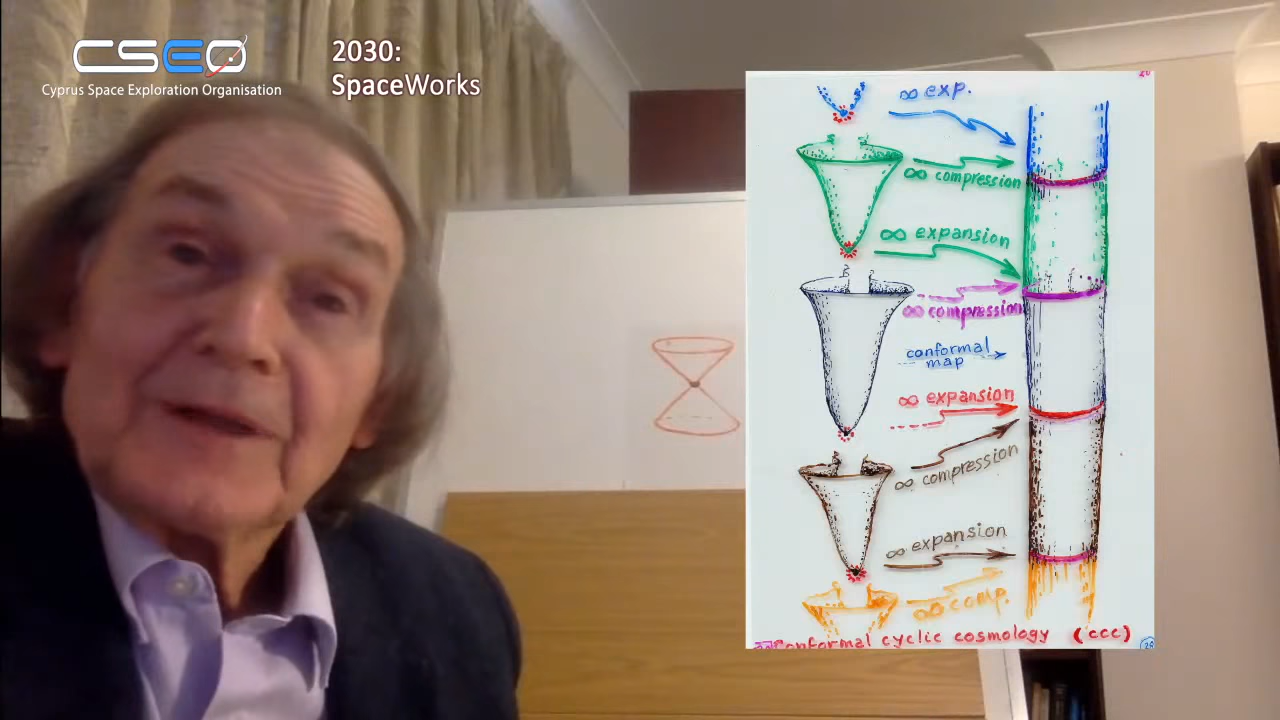 CSEO
Cyprus Space Exploration Organisation
2030:
SpaceWorks
∞ exp.
∞ compression
∞ expansion
∞ compression
conformal
map
∞ expansion
∞ compression
∞ expansion
∞ comp.
Conformal cyclic cosmology (CCC)